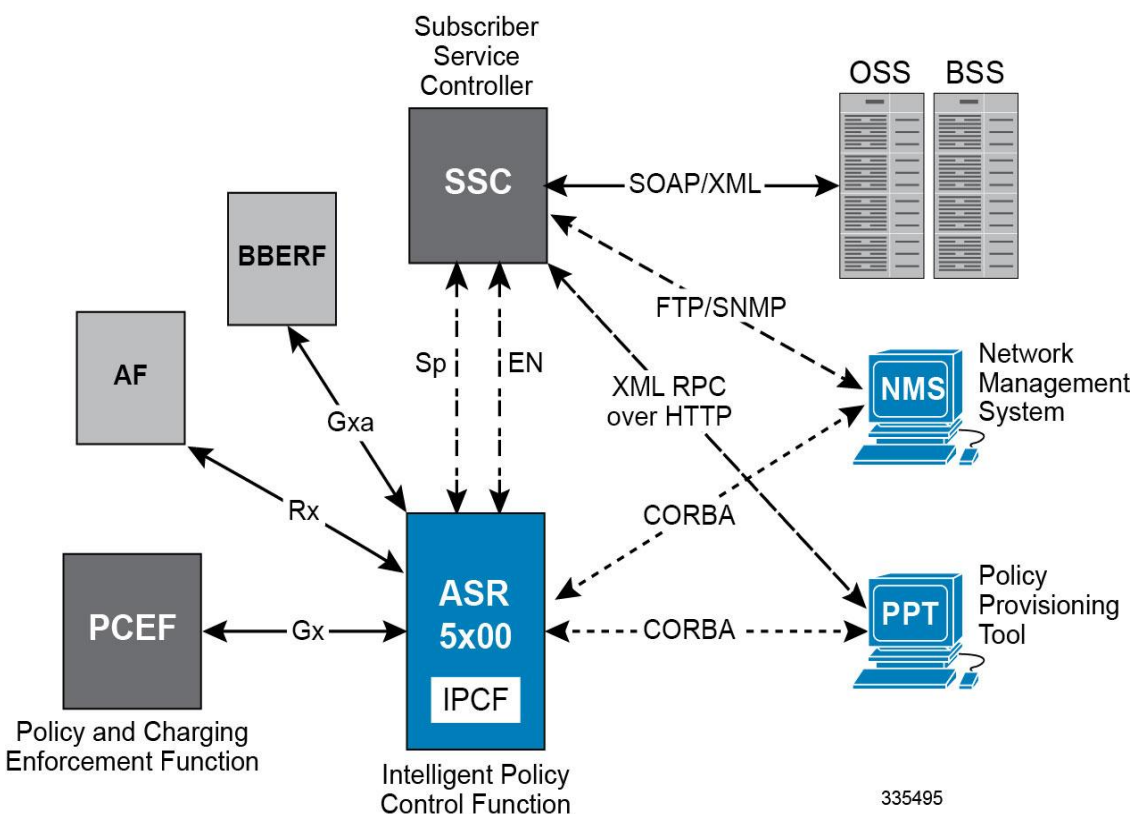 Subscriber
Service
Controller
OSS
BSS
SSC
SOAP/XML
BBERF
FTP/SNMP
Network
Management
System
NMS
AF
Sp
EN
XML RPC
over HTTP
Gxa
Rx
CORBA
ASR
5x00
IPCF
PCEF
Gx
CORBA
PPT
Policy
Provisioning
Tool
Policy and Charging
Enforcement Function
Intelligent Policy
Control Function
335495